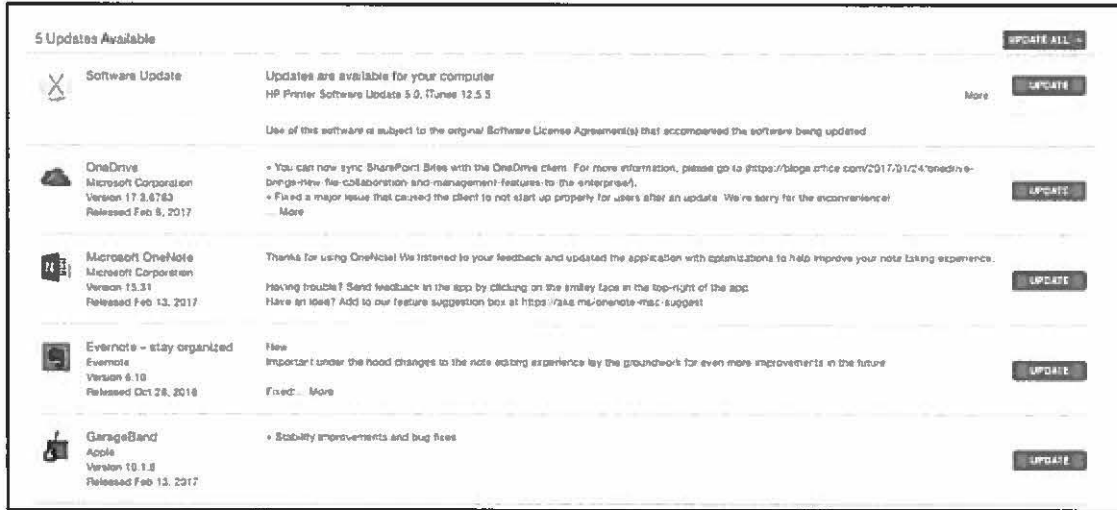 5 Updates Available
UPDATE ALL
Software Update
Updates are available for your computer
HP Printer Software Update 5.0, iTunes 12.5.5
More
UPDATE
Use of this software is subject to the original Software License Agreement(s) that accompanied the software being updated
OneDrive
Microsoft Corporation
Version 17.3.6763
Released Feb 8, 2017
• You can now sync SharePoint Sites with the OneDrive client. For more information, please go to (https://blogs.office.com/2017/01/24/onedrive-
brings-new-file-collaboration-and-management-features-to-the-enterprise/).
• Fixed a major issue that caused the client to not start up properly for users after an update. We're sorry for the inconvenience!
... More
UPDATE
Microsoft OneNote
Microsoft Corporation
Version 15.31
Released Feb 13, 2017
Thanks for using OneNote! We listened to your feedback and updated the application with optimizations to help improve your note taking experience.
Having trouble? Send feedback in the app by clicking on the smiley face in the top-right of the app
Have an idea? Add to our feature suggestion box at https://aka.ms/onenote-mac-suggest
UPDATE
Evernote – stay organized
Evernote
Version 6.10
Released Oct 28, 2016
New
Important under the hood changes to the note editing experience lay the groundwork for even more improvements in the future
Fixed:... More
UPDATE
GarageBand
Apple
Version 10.1.6
Released Feb 13, 2017
• Stability improvements and bug fixes
UPDATE